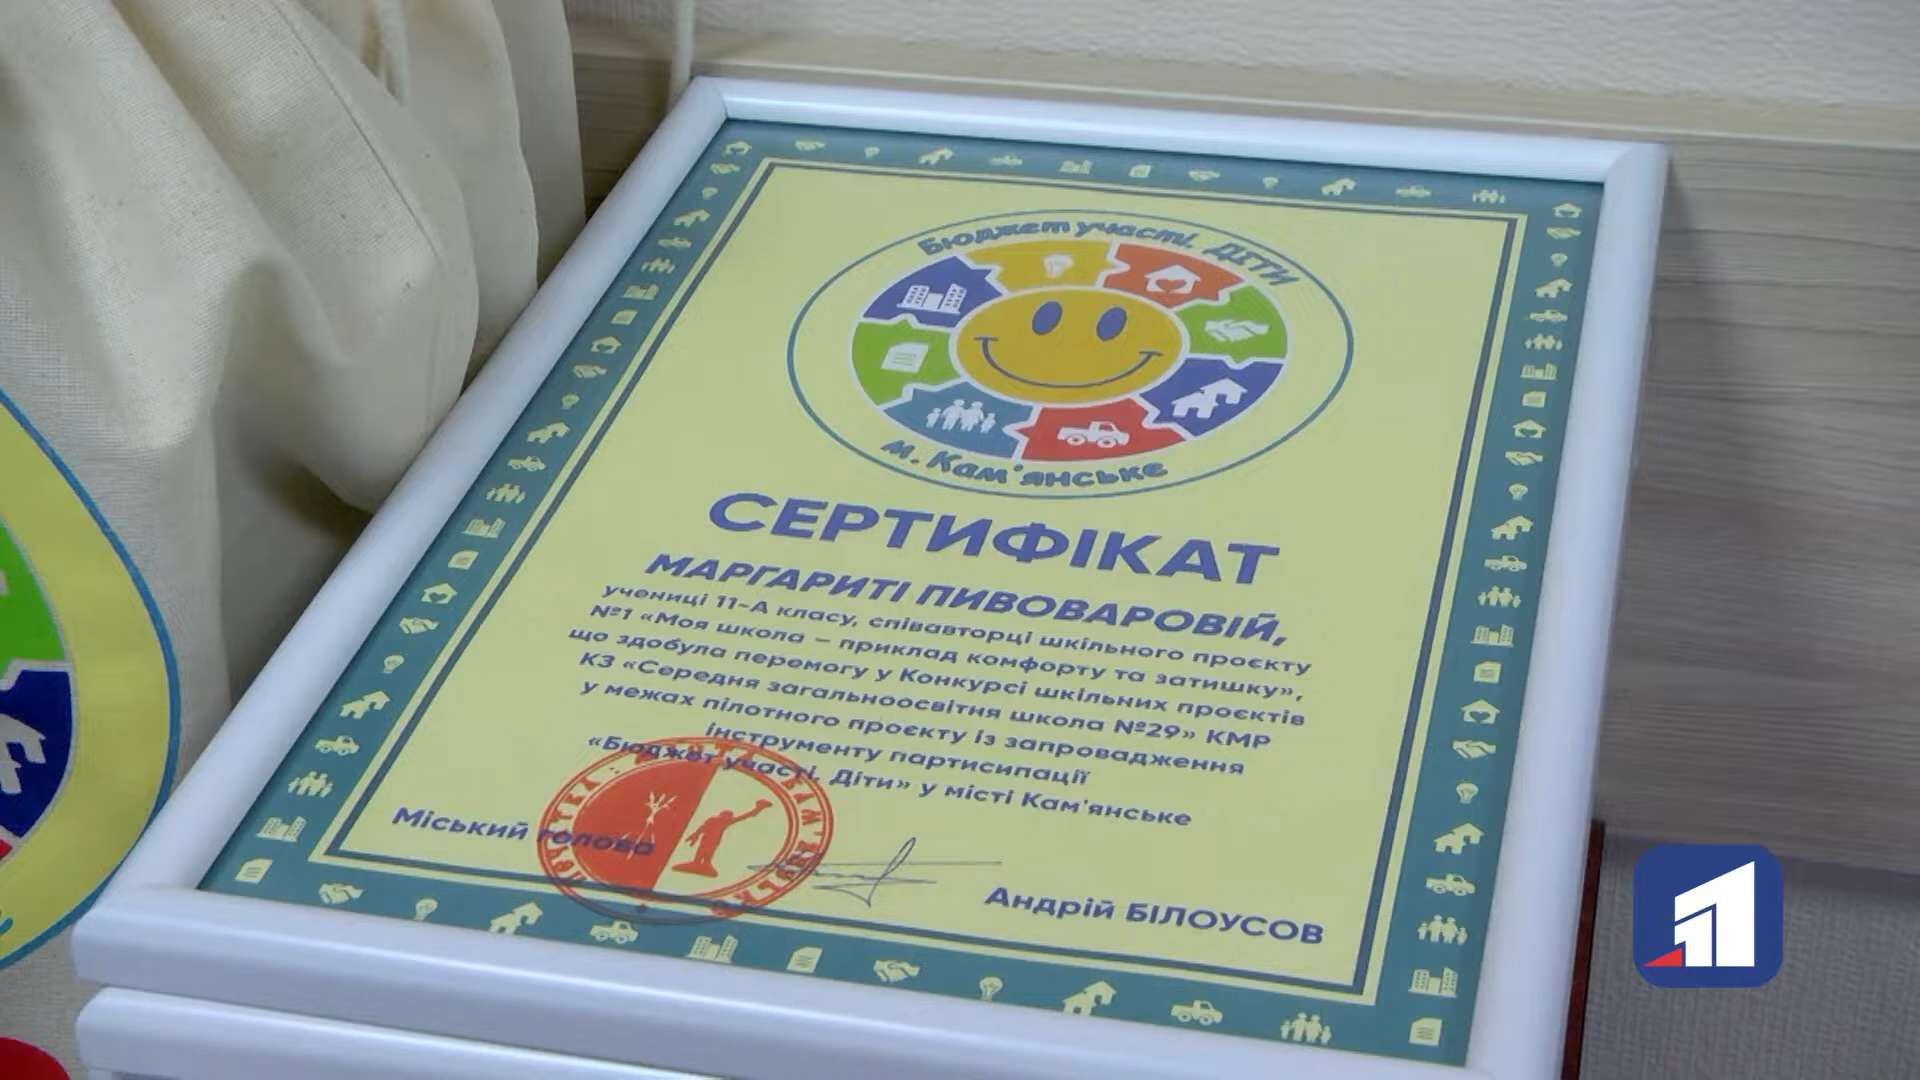 Бюджет участі. ДІТИ
м. Кам'янське
СЕРТИФІКАТ
МАРГАРИТІ ПИВОВАРОВІЙ,
учениці 11-А класу, співавторці шкільного проєкту
№1 «Моя школа – приклад комфорту та затишку»,
що здобула перемогу у Конкурсі шкільних проєктів
КЗ «Середня загальноосвітня школа №29» КМР
у межах пілотного проєкту із запровадження
інструменту партисипації
«Бюджет участі. Діти» у місті Кам'янське
Міський голова
Андрій БІЛОУСОВ